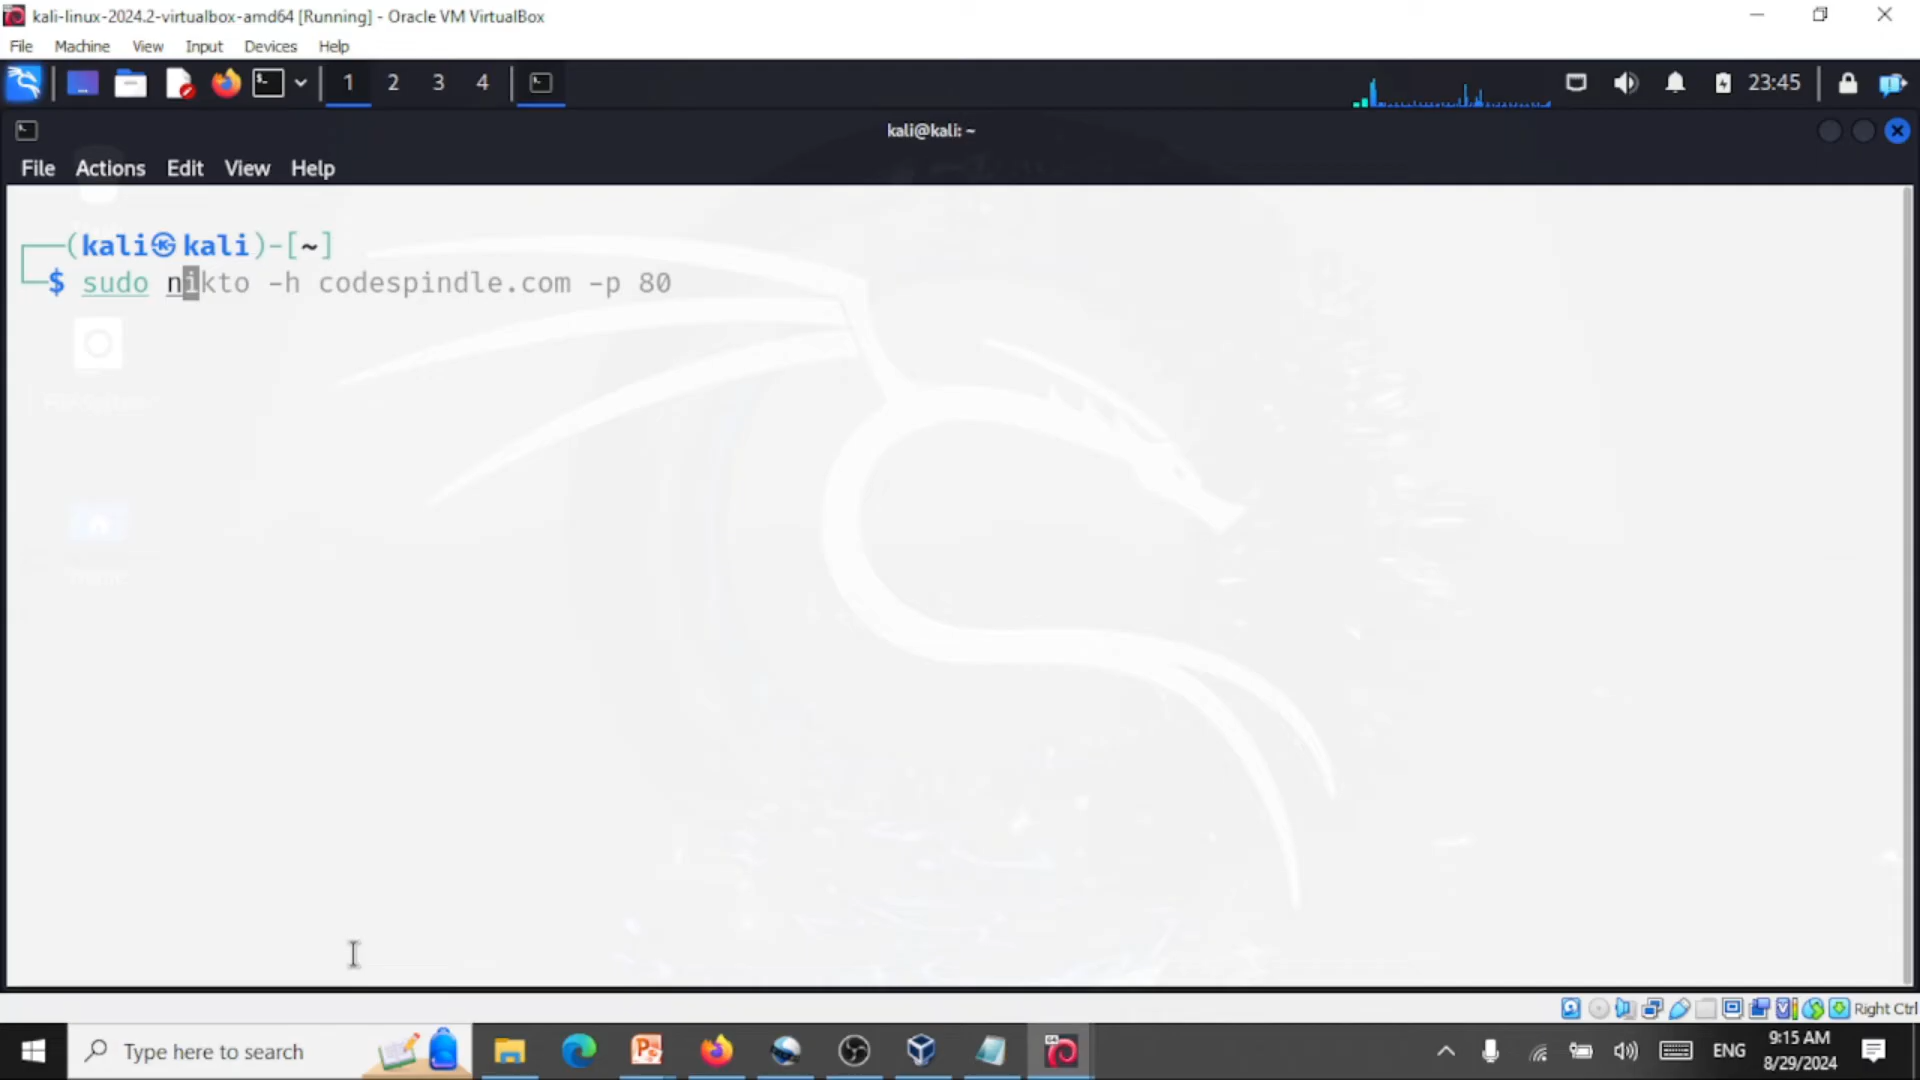 kali-linux-2024.2-virtualbox-amd64 [Running] - Oracle VM VirtualBox
File Machine View Input Devices Help
1 2 3 4 23:45
kali@kali: ~
File Actions Edit View Help
(kali㉿kali)-[~]
$ sudo nikto -h codespindle.com -p 80
Right Ctrl
Type here to search
ENG
9:15 AM
8/29/2024